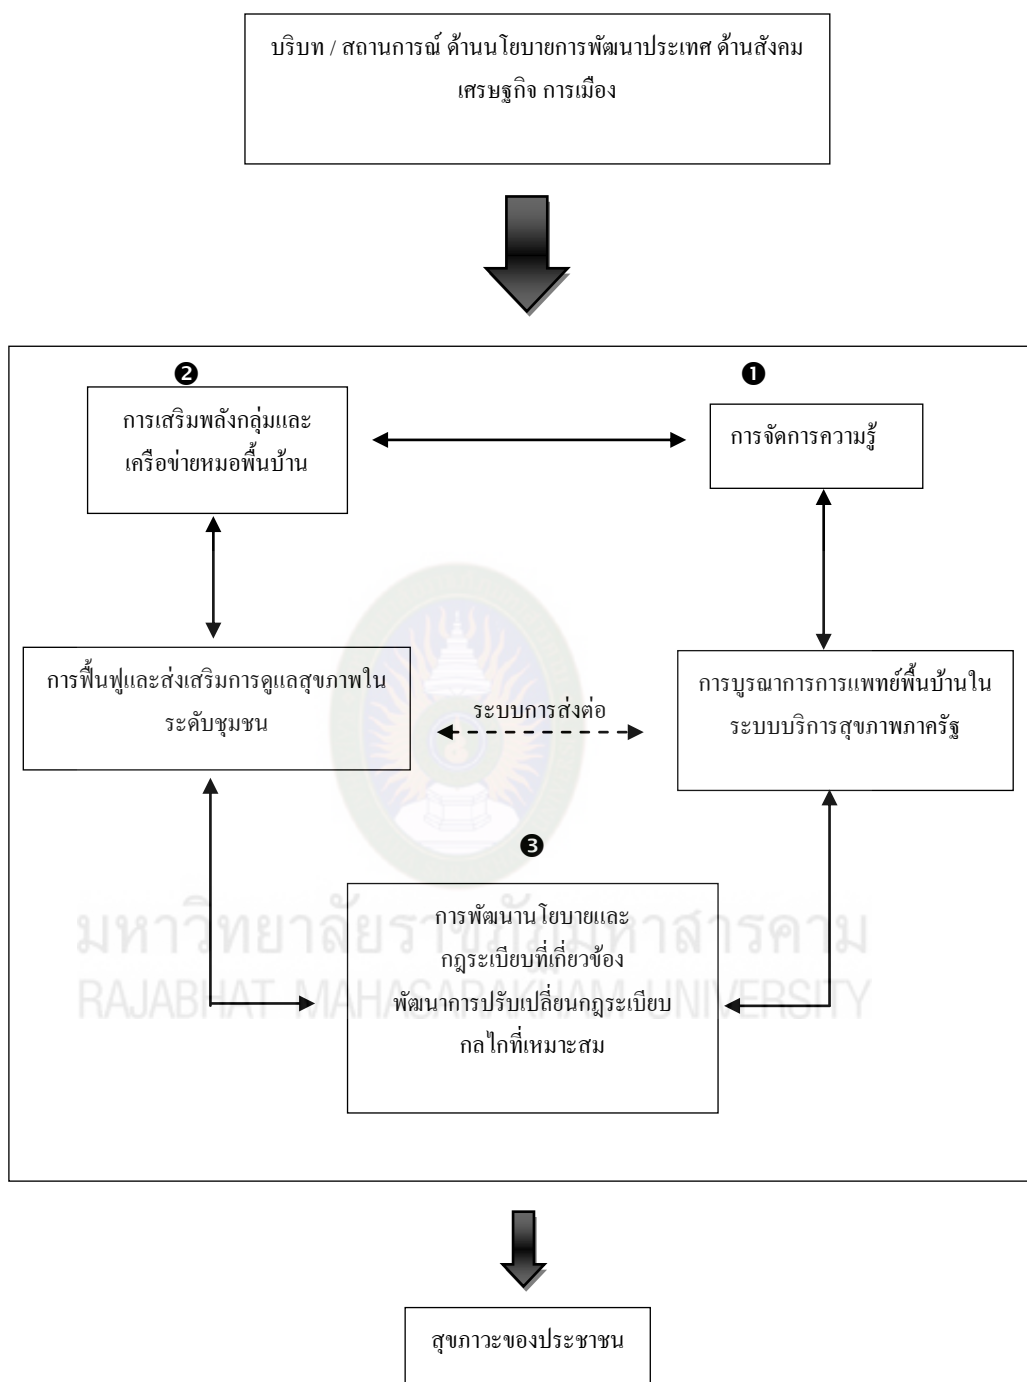 บริบท / สถานการณ์ ด้านนโยบายการพัฒนาประเทศ ด้านสังคม
เศรษฐกิจ การเมือง
❷
การเสริมพลังกลุ่มและ
เครือข่ายหมอพื้นบ้าน
❶
การจัดการความรู้
การฟื้นฟูและส่งเสริมการดูแลสุขภาพใน
ระดับชุมชน
ระบบการส่งต่อ
การบูรณาการการแพทย์พื้นบ้านใน
ระบบบริการสุขภาพภาครัฐ
❸
การพัฒนานโยบายและ
กฎระเบียบที่เกี่ยวข้อง
พัฒนาการปรับเปลี่ยนกฎระเบียบ
กลไกที่เหมาะสม
มหาวิทยาลัยราชภัฏมหาสารคาม
RAJABHAT MAHASARAKHAM UNIVERSITY
สุขภาวะของประชาชน